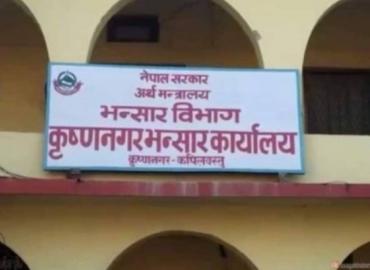 नेपाल सरकार
अर्थ मन्त्रालय
भन्सार विभाग
कृष्णनगर भन्सार कार्यालय
कृष्णनगर - कपिलवस्तु